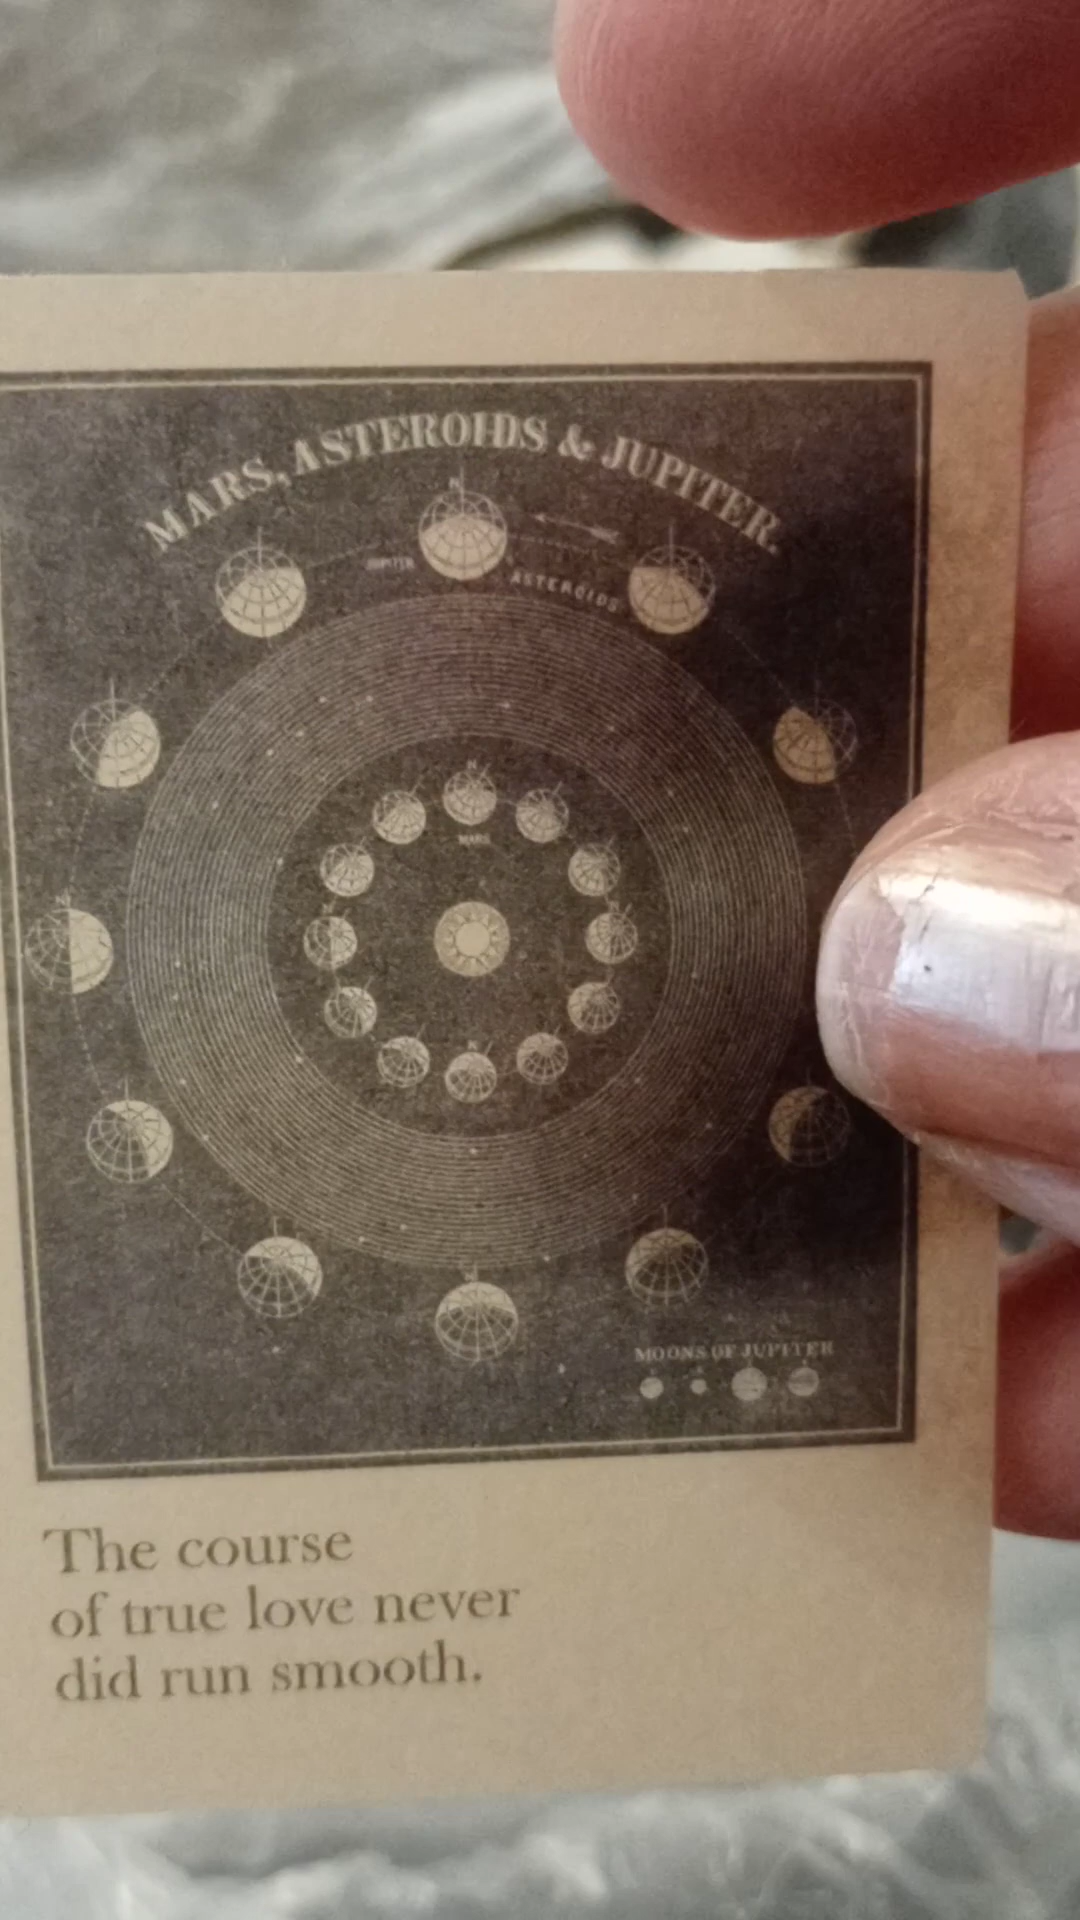 MARS, ASTEROIDS & JUPITER.
N
JUPITER
ASTEROIDS
N
MARS
N
N
N
MOONS OF JUPITER
The course
of true love never
did run smooth.